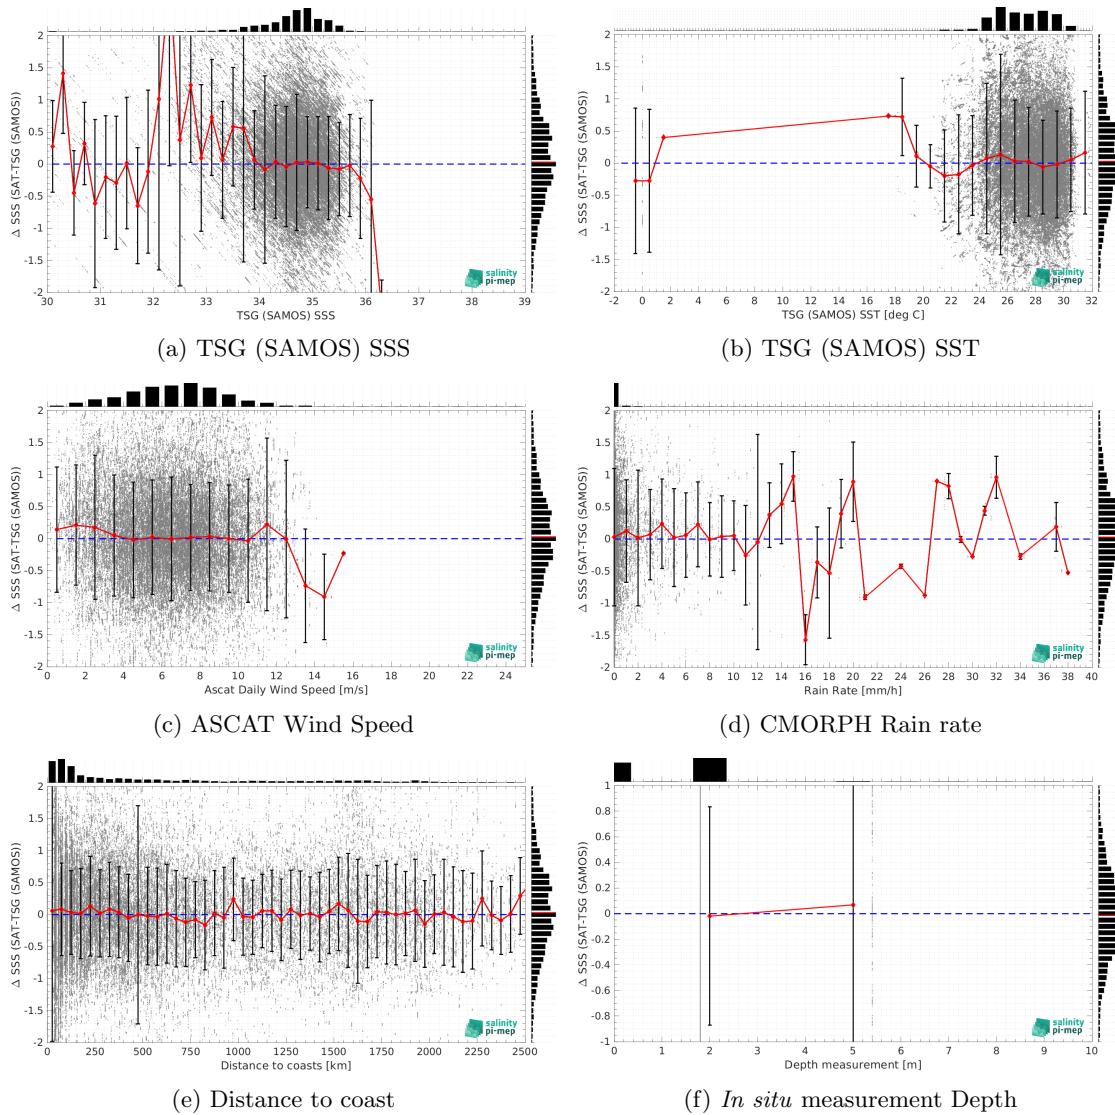 2
1.5
1
0.5
0
-0.5
-1
-1.5
-2
Δ SSS (SAT-TSG (SAMOS))
salinity
pi-mep
30 31 32 33 34 35 36 37 38 39
TSG (SAMOS) SSS
(a) TSG (SAMOS) SSS
2
1.5
1
0.5
0
-0.5
-1
-1.5
-2
Δ SSS (SAT-TSG (SAMOS))
salinity
pi-mep
-2 0 2 4 6 8 10 12 14 16 18 20 22 24 26 28 30 32
TSG (SAMOS) SST [deg C]
(b) TSG (SAMOS) SST
2
1.5
1
0.5
0
-0.5
-1
-1.5
-2
Δ SSS (SAT-TSG (SAMOS))
salinity
pi-mep
0 2 4 6 8 10 12 14 16 18 20 22 24
Ascat Daily Wind Speed [m/s]
(c) ASCAT Wind Speed
2
1.5
1
0.5
0
-0.5
-1
-1.5
-2
Δ SSS (SAT-TSG (SAMOS))
salinity
pi-mep
0 2 4 6 8 10 12 14 16 18 20 22 24 26 28 30 32 34 36 38 40
Rain Rate [mm/h]
(d) CMORPH Rain rate
2
1.5
1
0.5
0
-0.5
-1
-1.5
-2
Δ SSS (SAT-TSG (SAMOS))
salinity
pi-mep
0 250 500 750 1000 1250 1500 1750 2000 2250 2500
Distance to coasts [km]
(e) Distance to coast
1
0.8
0.6
0.4
0.2
0
-0.2
-0.4
-0.6
-0.8
-1
Δ SSS (SAT-TSG (SAMOS))
salinity
pi-mep
0 1 2 3 4 5 6 7 8 9 10
Depth measurement [m]
(f) In situ measurement Depth